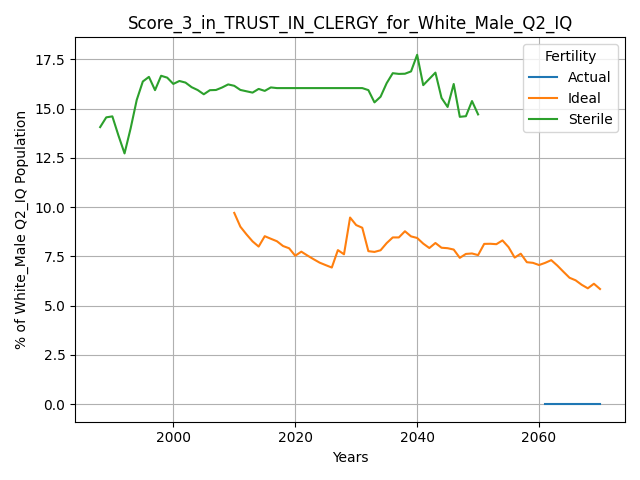 Score_3_in_TRUST_IN_CLERGY_for_White_Male_Q2_IQ
Fertility
Actual
Ideal
Sterile
% of White_Male Q2_IQ Population
17.5
15.0
12.5
10.0
7.5
5.0
2.5
0.0
2000
2020
2040
2060
Years